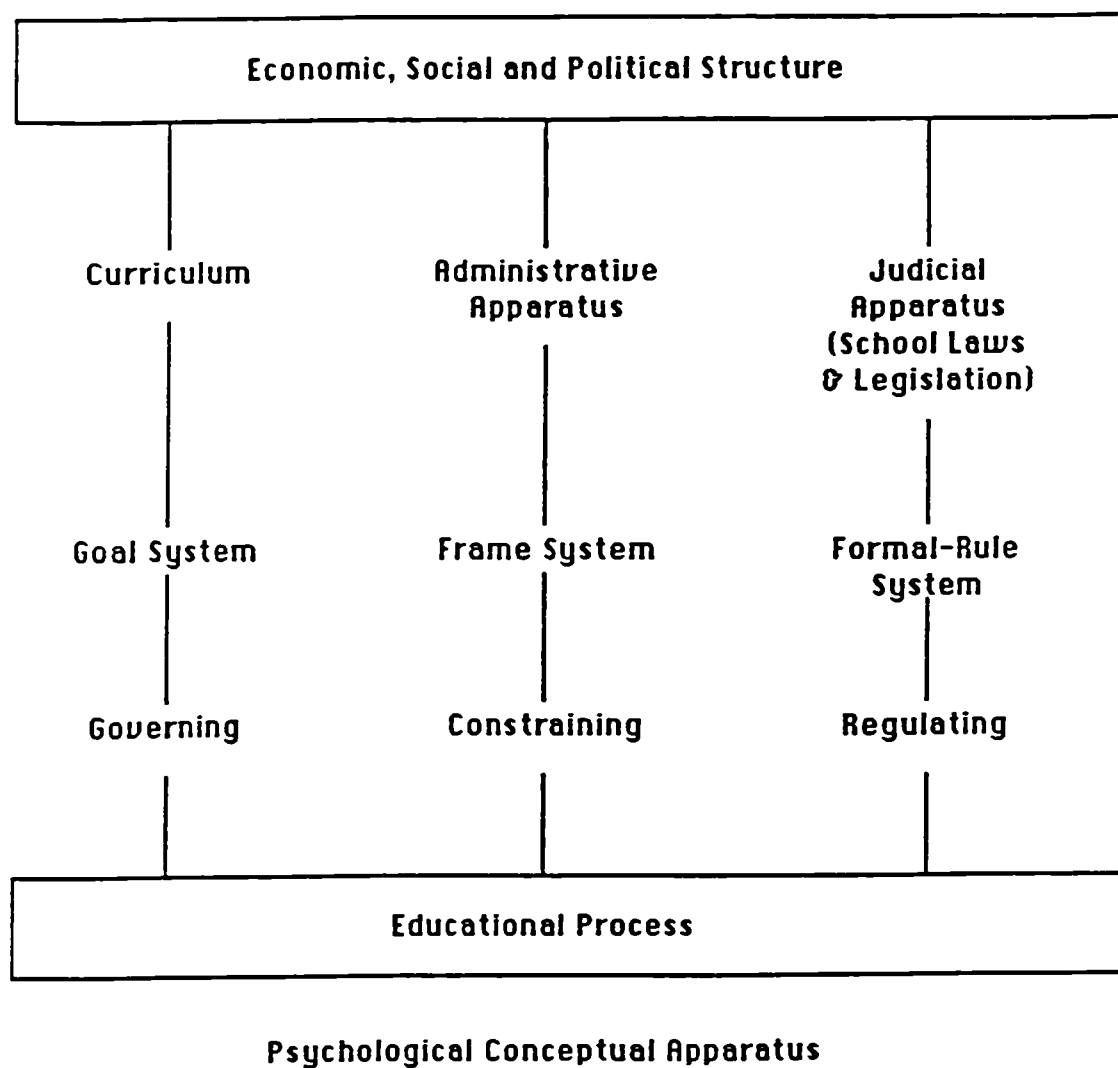 Economic, Social and Political Structure
Curriculum
Administrative
Apparatus
Judicial
Apparatus
(School Laws
& Legislation)
Goal System
Frame System
Formal-Rule
System
Governing
Constraining
Regulating
Educational Process
Psychological Conceptual Apparatus